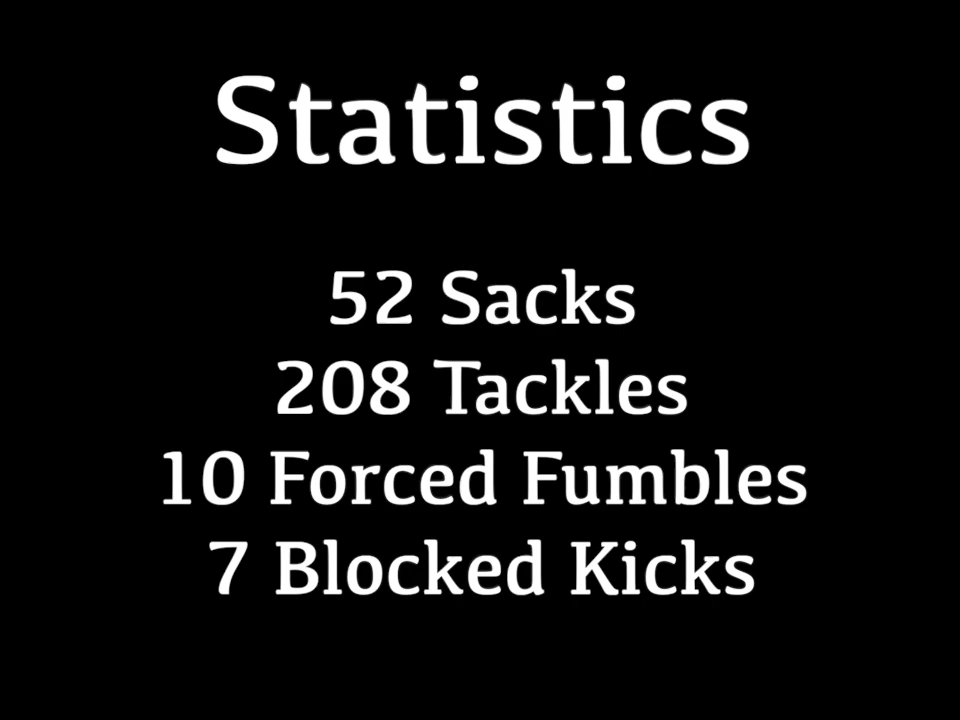 Statistics
52 Sacks
208 Tackles
10 Forced Fumbles
7 Blocked Kicks